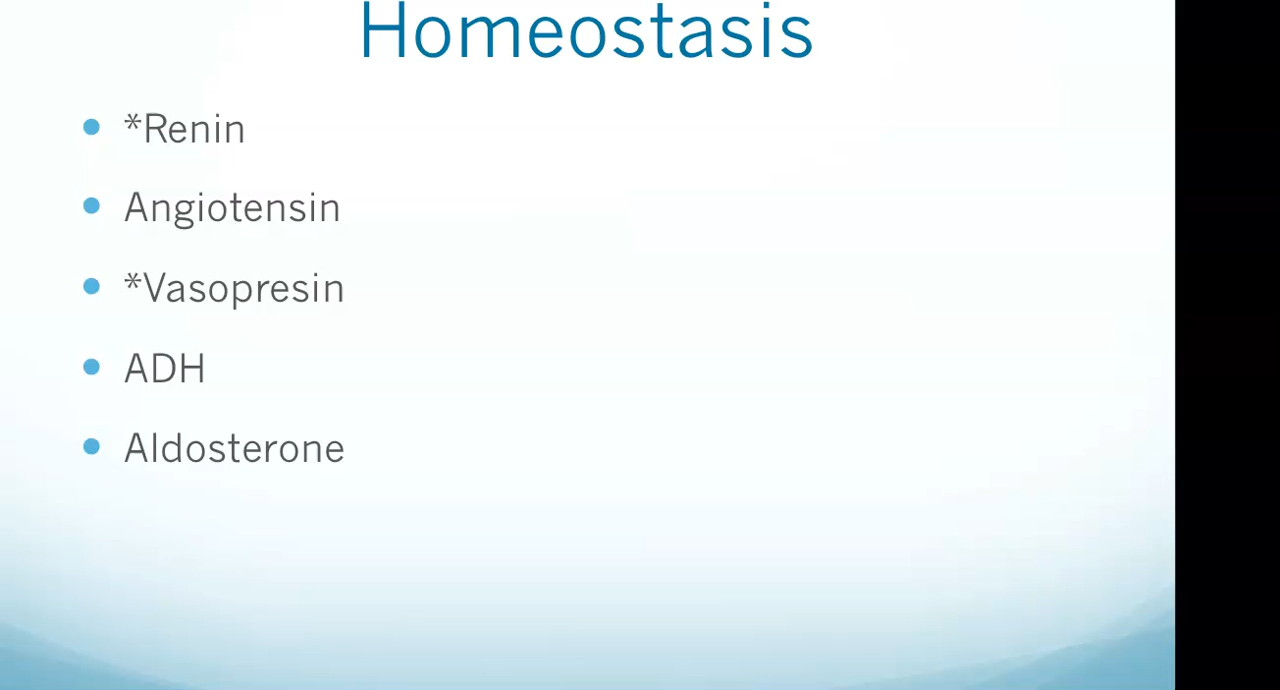 Homeostasis
*Renin
Angiotensin
*Vasopresin
ADH
Aldosterone